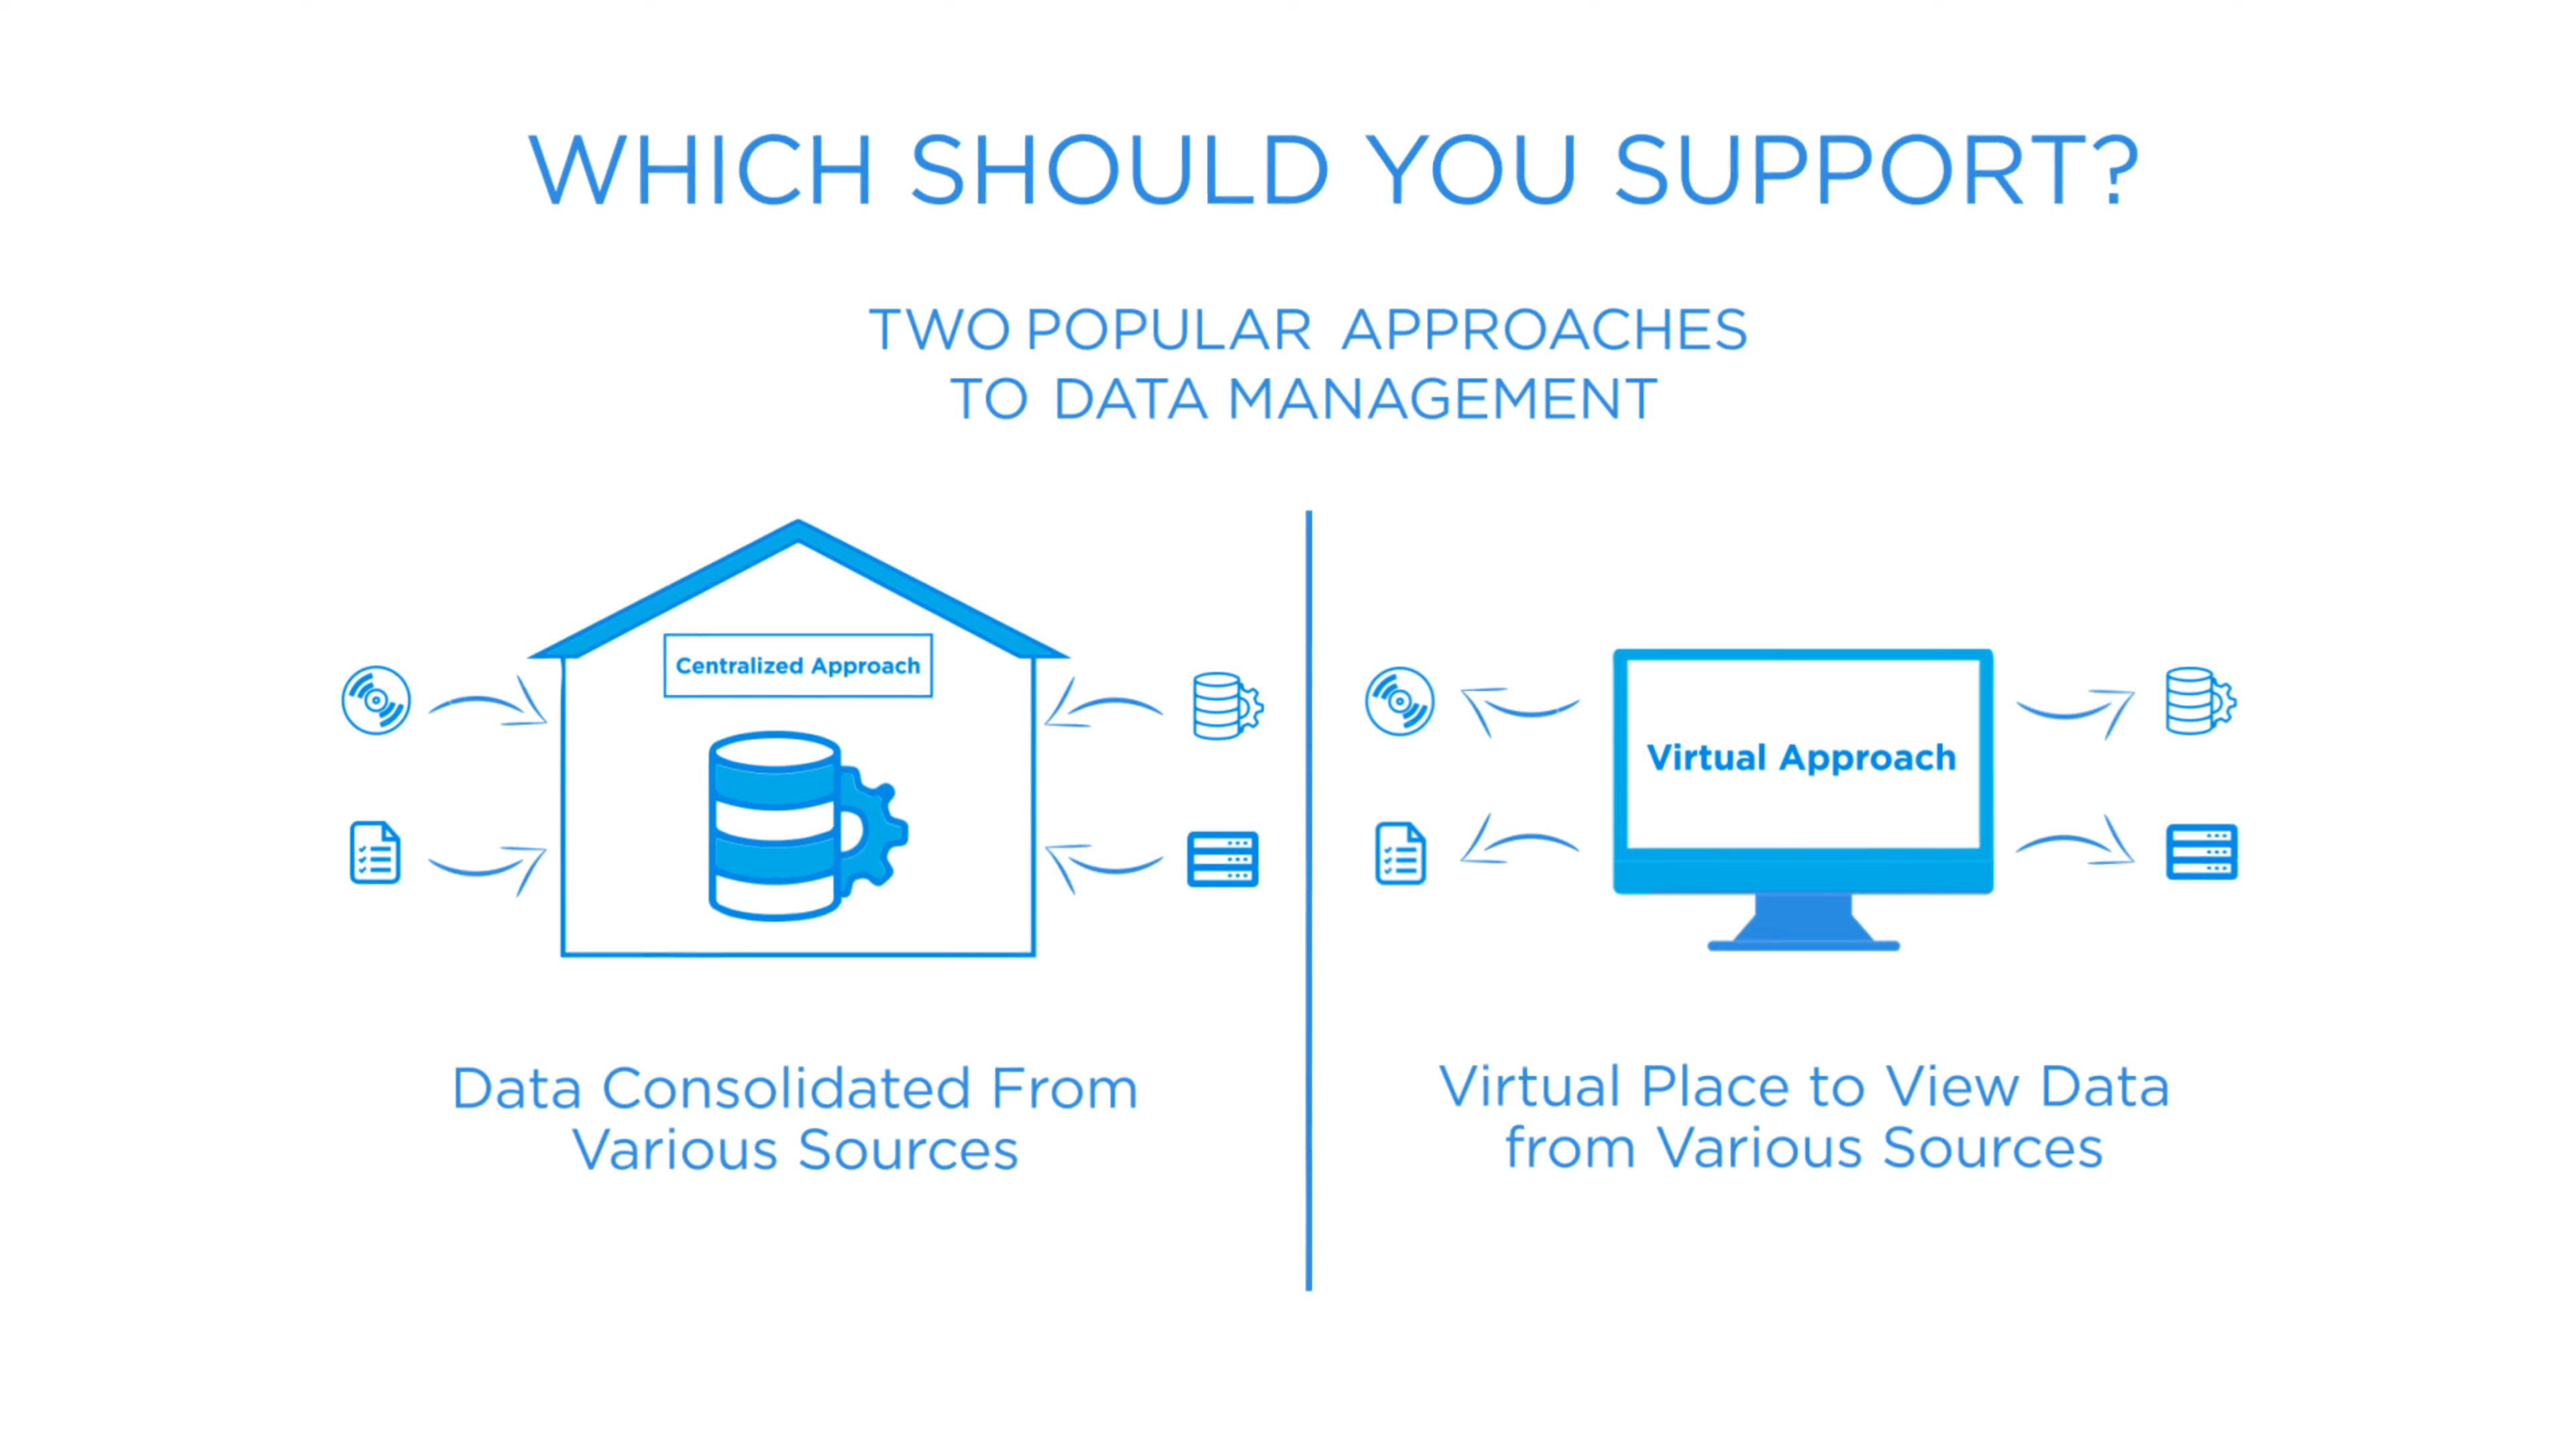 WHICH SHOULD YOU SUPPORT?
TWO POPULAR APPROACHES
TO DATA MANAGEMENT
Centralized Approach
Data Consolidated From
Various Sources
Virtual Approach
Virtual Place to View Data
from Various Sources